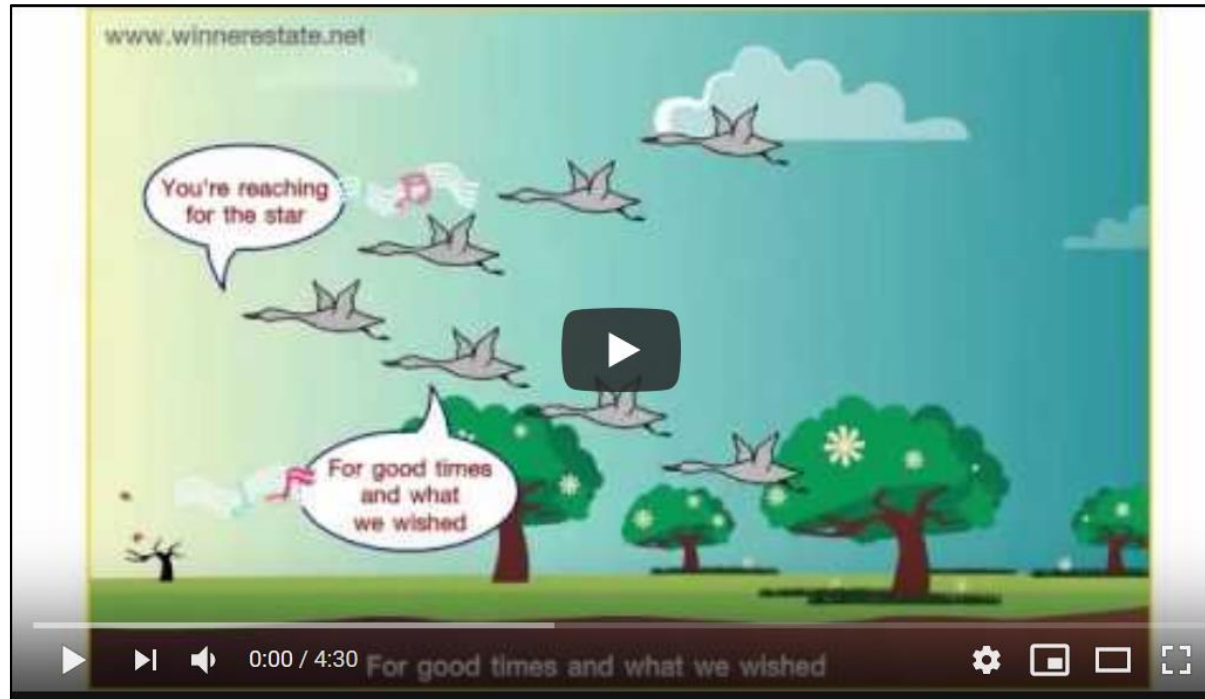 www.winnerestate.net
You're reaching
for the star
For good times
and what
we wished
0:00 / 4:30
For good times and what we wished